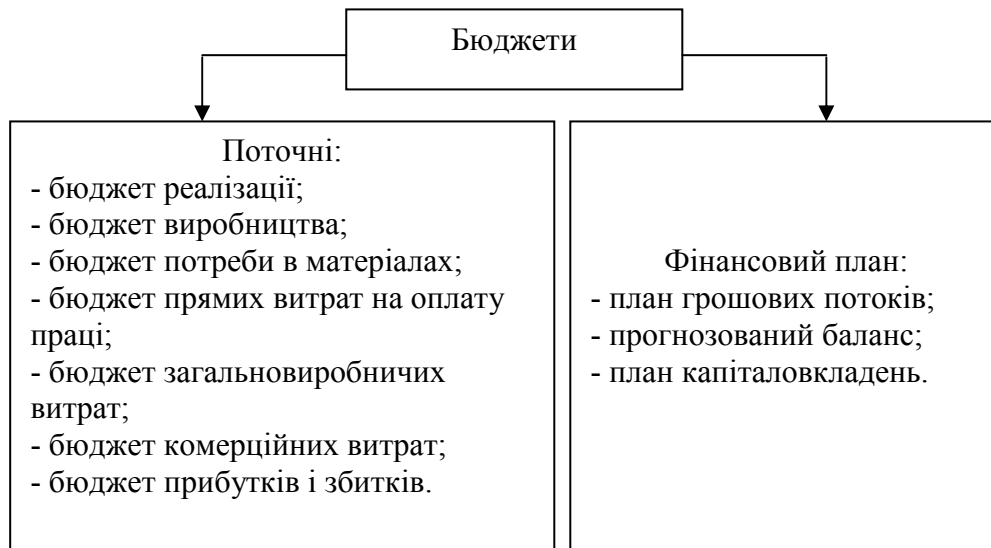 Бюджети
Поточні:
- бюджет реалізації;
- бюджет виробництва;
- бюджет потреби в матеріалах;
- бюджет прямих витрат на оплату
праці;
- бюджет загальновиробничих
витрат;
- бюджет комерційних витрат;
- бюджет прибутків і збитків.
Фінансовий план:
- план грошових потоків;
- прогнозований баланс;
- план капіталовкладень.